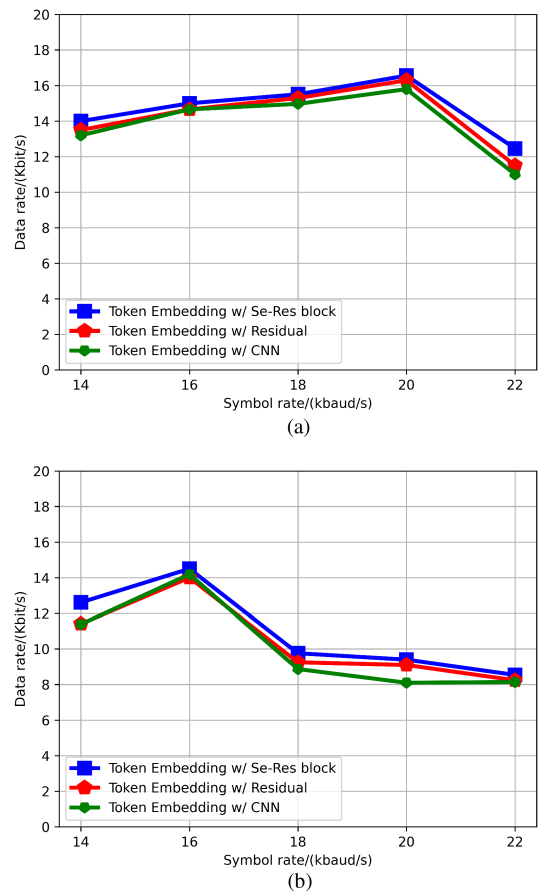 20
18
16
14
12
10
8
6
4
2
0
Data rate/(Kbit/s)
Token Embedding w/ Se-Res block
Token Embedding w/ Residual
Token Embedding w/ CNN
14 16 18 20 22
Symbol rate/(kbaud/s)
(a)
20
18
16
14
12
10
8
6
4
2
0
Data rate/(Kbit/s)
Token Embedding w/ Se-Res block
Token Embedding w/ Residual
Token Embedding w/ CNN
14 16 18 20 22
Symbol rate/(kbaud/s)
(b)